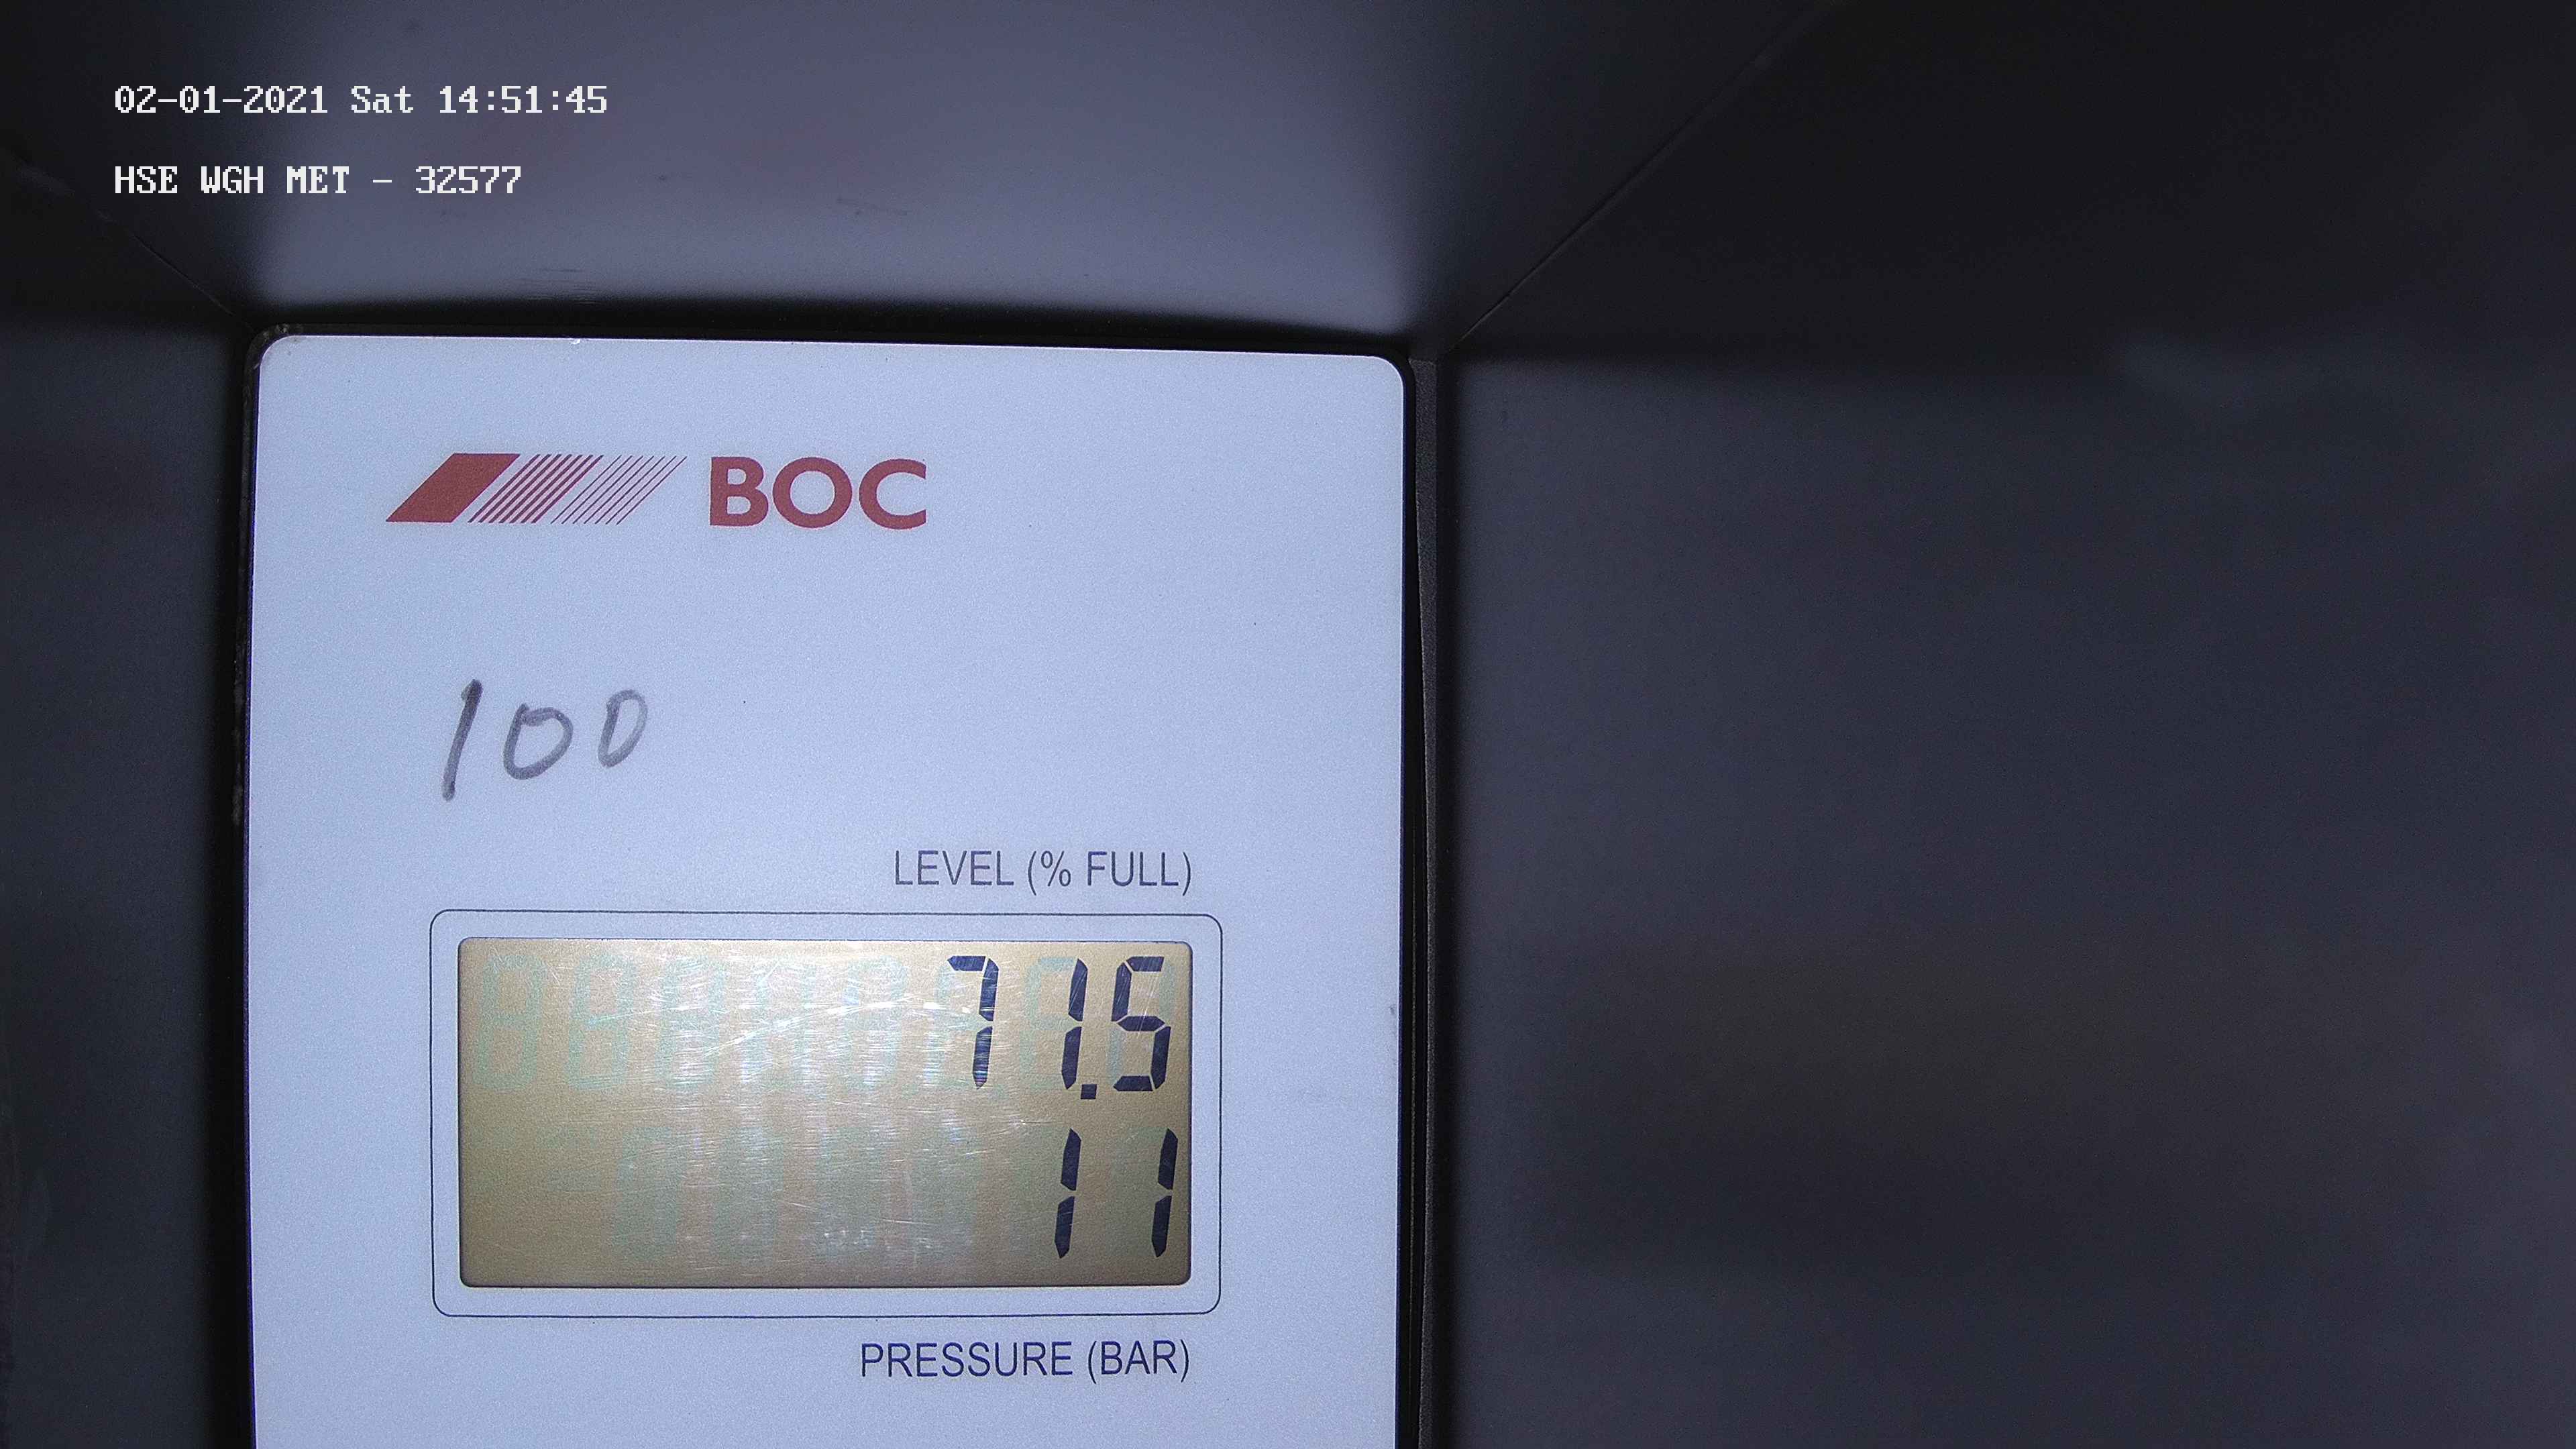 02-01-2021 Sat 14:51:45
HSE WGH MET - 32577
BOC
100
LEVEL (% FULL)
71.5
11
PRESSURE (BAR)